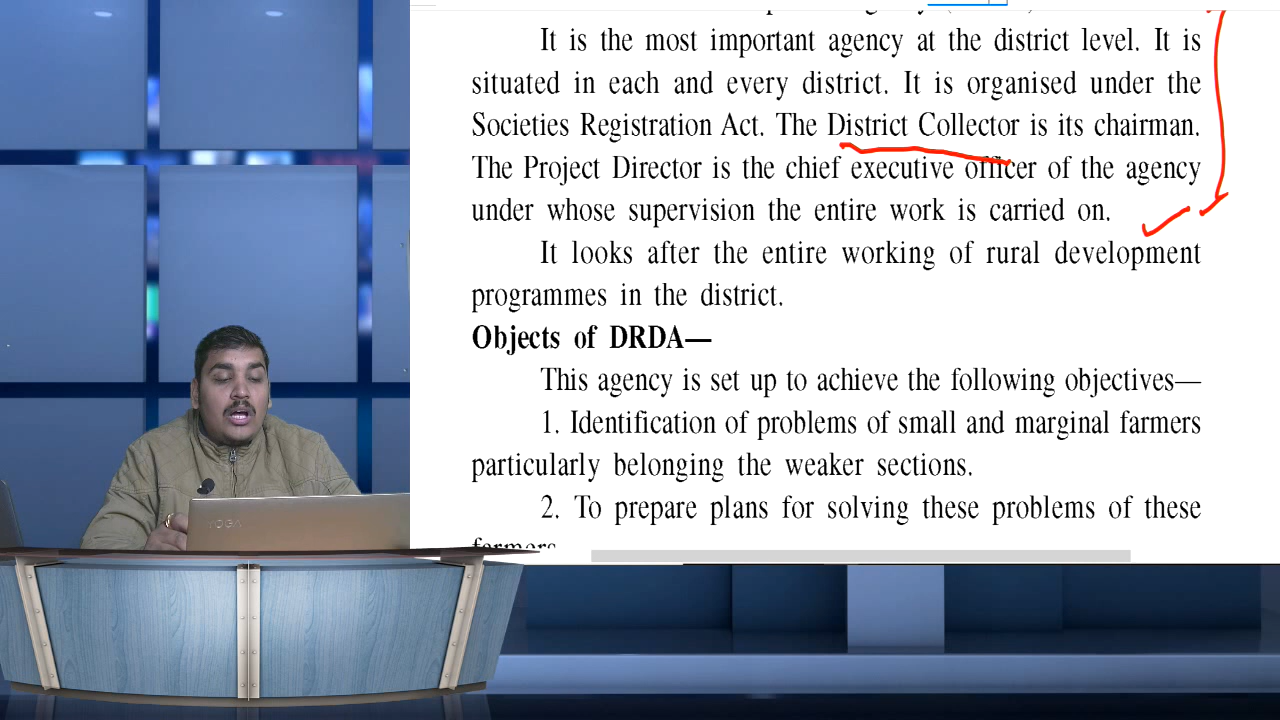 It is the most important agency at the district level. It is
situated in each and every district. It is organised under the
Societies Registration Act. The District Collector is its chairman.
The Project Director is the chief executive officer of the agency
under whose supervision the entire work is carried on.
It looks after the entire working of rural development
programmes in the district.
Objects of DRDA—
This agency is set up to achieve the following objectives—
1. Identification of problems of small and marginal farmers
particularly belonging the weaker sections.
2. To prepare plans for solving these problems of these
farmers
YOGA